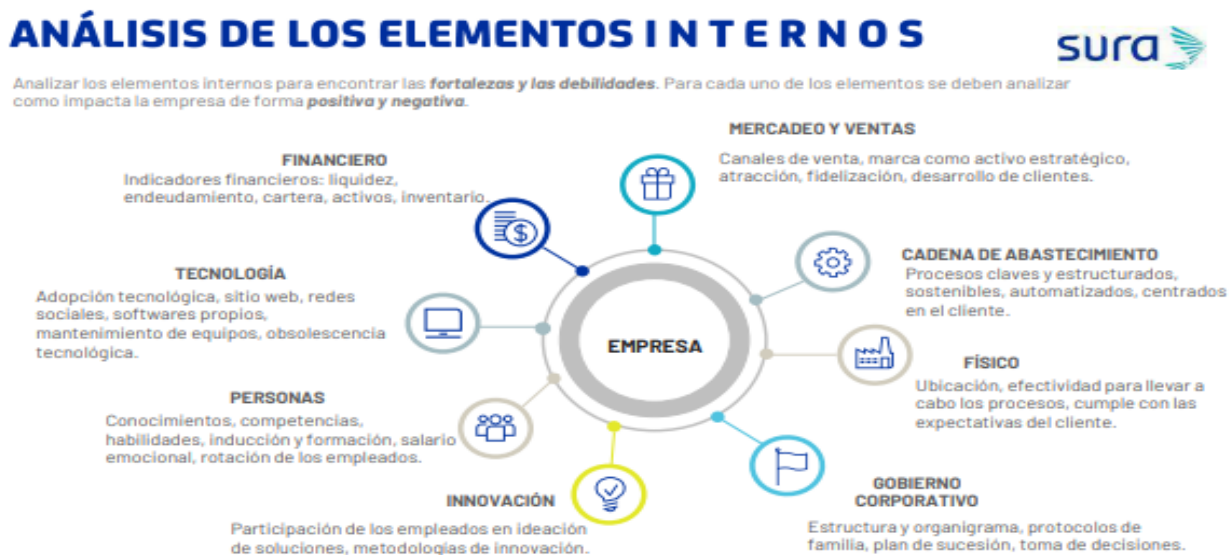 ANÁLISIS DE LOS ELEMENTOS I N T E R N O S
sura
Analizar los elementos internos para encontrar las fortalezas y las debilidades. Para cada uno de los elementos se deben analizar
como impacta la empresa de forma positiva y negativa.
MERCADEO Y VENTAS
Canales de venta, marca como activo estratégico,
atracción, fidelización, desarrollo de clientes.
FINANCIERO
Indicadores financieros: liquidez,
endeudamiento, cartera, activos, inventario.
CADENA DE ABASTECIMIENTO
Procesos claves y estructurados,
sostenibles, automatizados, centrados
en el cliente.
TECNOLOGÍA
Adopción tecnológica, sitio web, redes
sociales, softwares propios,
mantenimiento de equipos, obsolescencia
tecnológica.
EMPRESA
FÍSICO
Ubicación, efectividad para llevar a
cabo los procesos, cumple con las
expectativas del cliente.
PERSONAS
Conocimientos, competencias,
habilidades, inducción y formación, salario
emocional, rotación de los empleados.
GOBIERNO
CORPORATIVO
Estructura y organigrama, protocolos de
familia, plan de sucesión, toma de decisiones.
INNOVACIÓN
Participación de los empleados en ideación
de soluciones, metodologías de innovación.